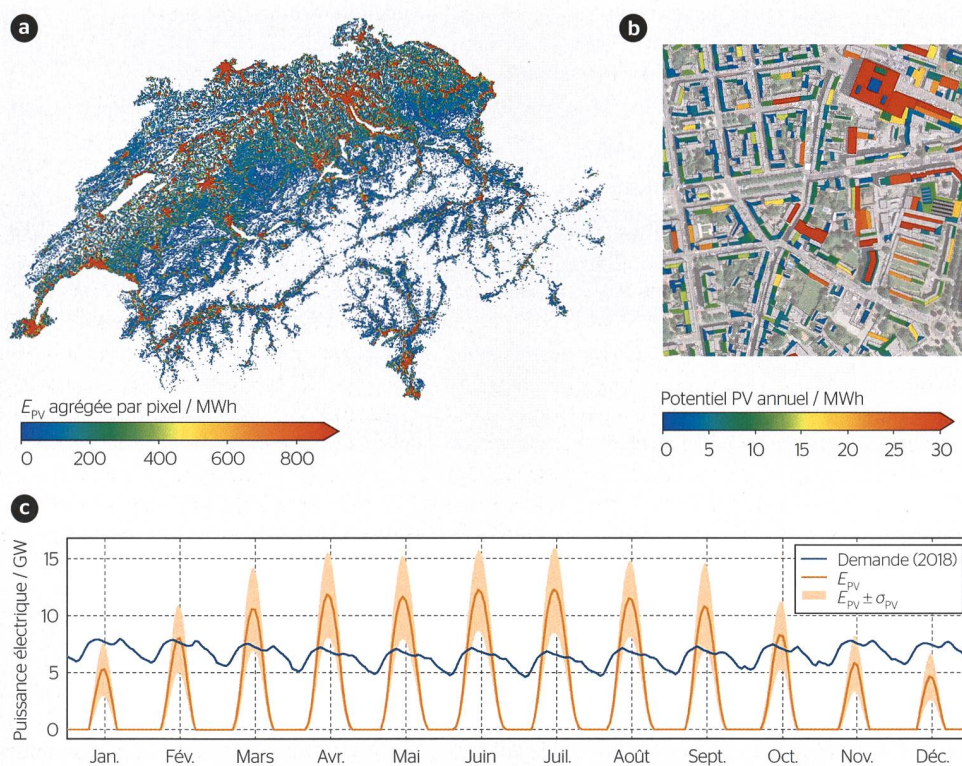 a
b
E_PV agrégée par pixel / MWh
0 200 400 600 800
Potentiel PV annuel / MWh
0 5 10 15 20 25 30
c
Puissance électrique / GW
15
10
5
0
Demande (2018)
E_PV
E_PV ± σ_PV
Jan. Fév. Mars Avr. Mai Juin Juil. Août Sept. Oct. Nov. Déc.